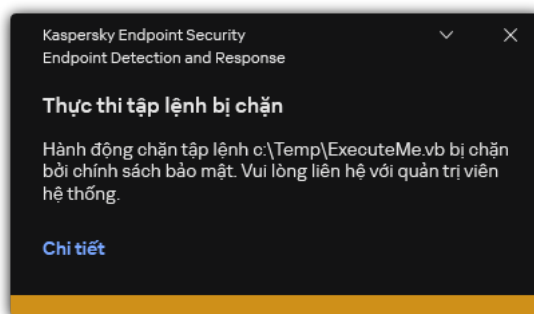 Kaspersky Endpoint Security
Endpoint Detection and Response
Thực thi tập lệnh bị chặn
Hành động chặn tập lệnh c:\Temp\ExecuteMe.vb bị chặn
bởi chính sách bảo mật. Vui lòng liên hệ với quản trị viên
hệ thống.
Chi tiết